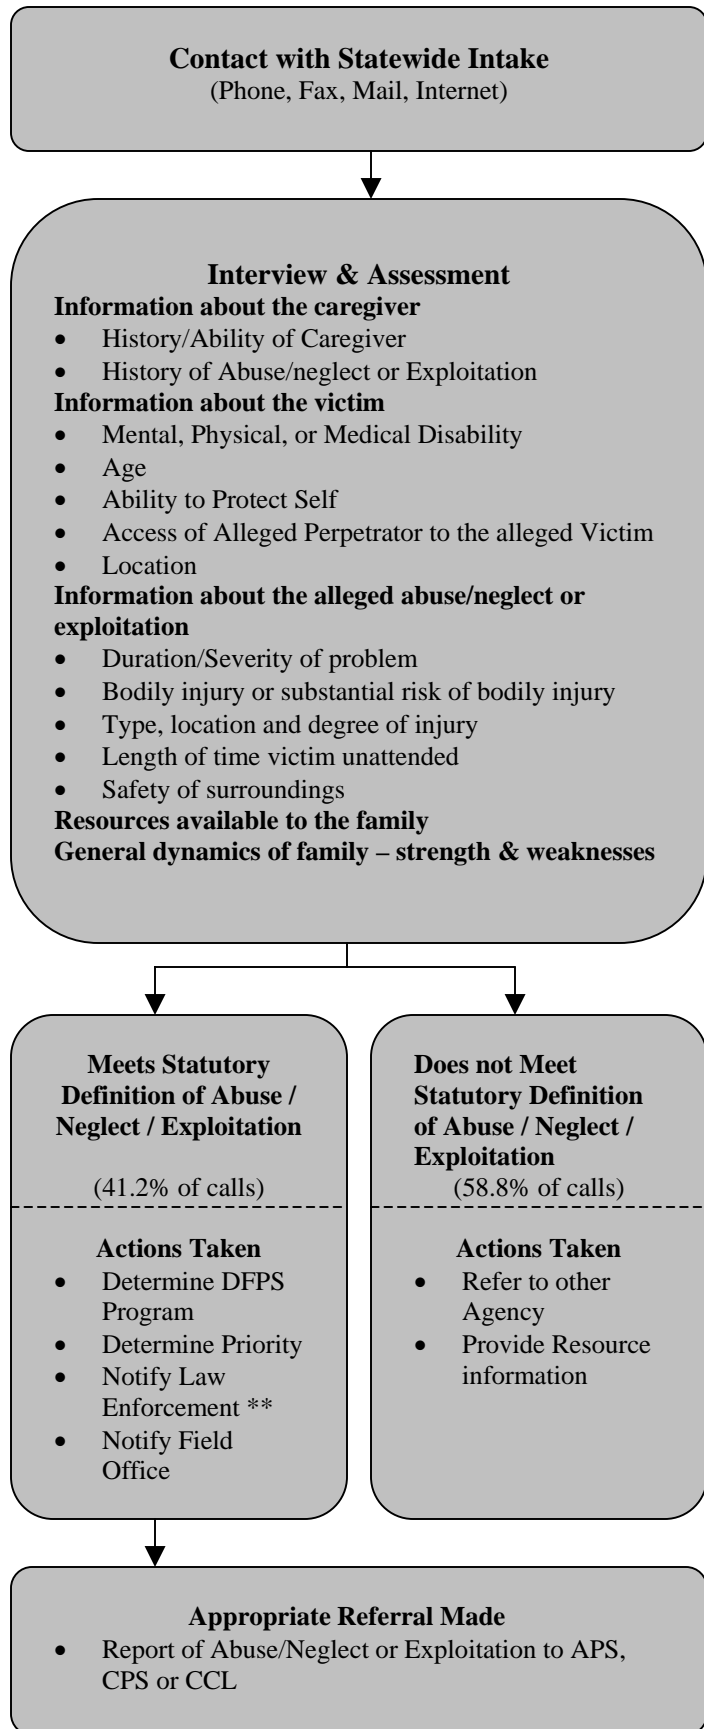 Contact with Statewide Intake
(Phone, Fax, Mail, Internet)
Interview & Assessment
Information about the caregiver
• History/Ability of Caregiver
• History of Abuse/neglect or Exploitation
Information about the victim
• Mental, Physical, or Medical Disability
• Age
• Ability to Protect Self
• Access of Alleged Perpetrator to the alleged Victim
• Location
Information about the alleged abuse/neglect or
exploitation
• Duration/Severity of problem
• Bodily injury or substantial risk of bodily injury
• Type, location and degree of injury
• Length of time victim unattended
• Safety of surroundings
Resources available to the family
General dynamics of family – strength & weaknesses
Meets Statutory
Definition of Abuse /
Neglect / Exploitation
(41.2% of calls)
Actions Taken
• Determine DFPS
Program
• Determine Priority
• Notify Law
Enforcement **
• Notify Field
Office
Does not Meet
Statutory Definition
of Abuse / Neglect /
Exploitation
(58.8% of calls)
Actions Taken
• Refer to other
Agency
• Provide Resource
information
Appropriate Referral Made
• Report of Abuse/Neglect or Exploitation to APS,
CPS or CCL